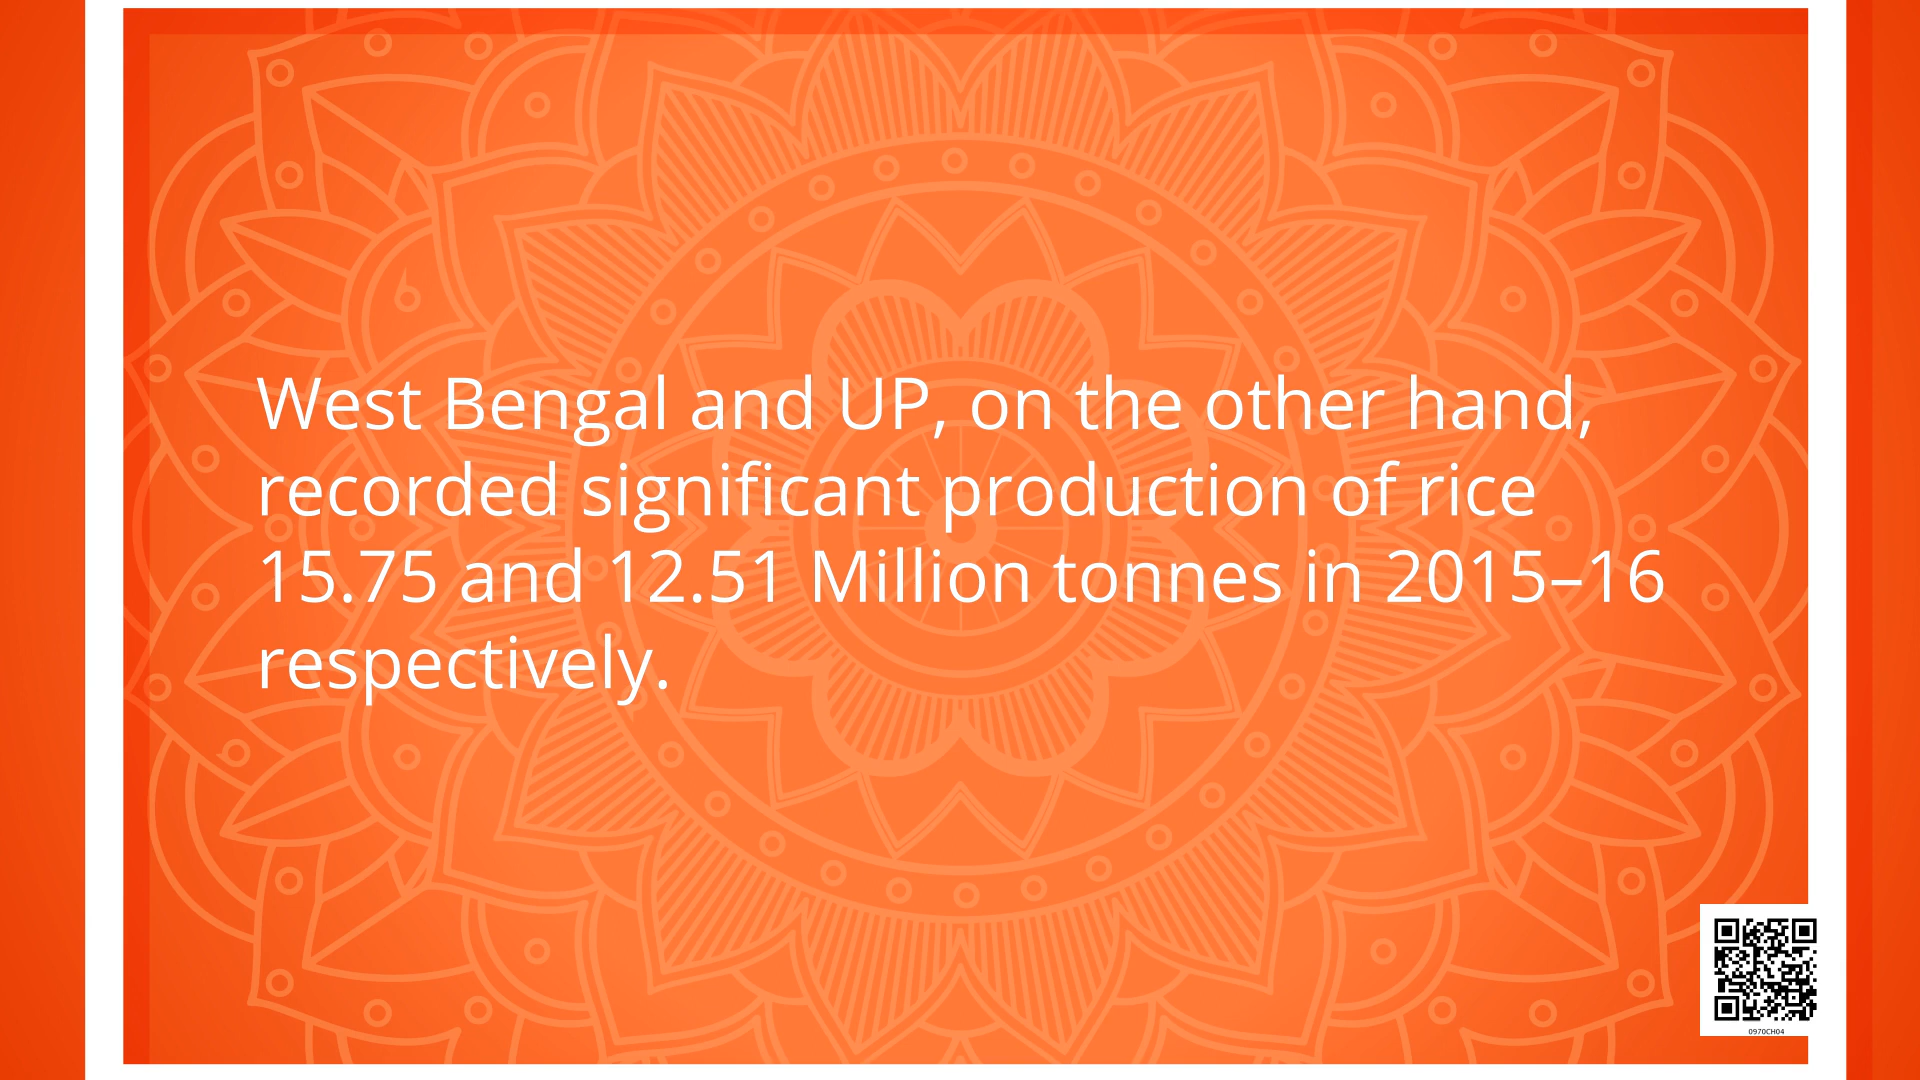 West Bengal and UP, on the other hand,
recorded significant production of rice
15.75 and 12.51 Million tonnes in 2015–16
respectively.
0970CH04